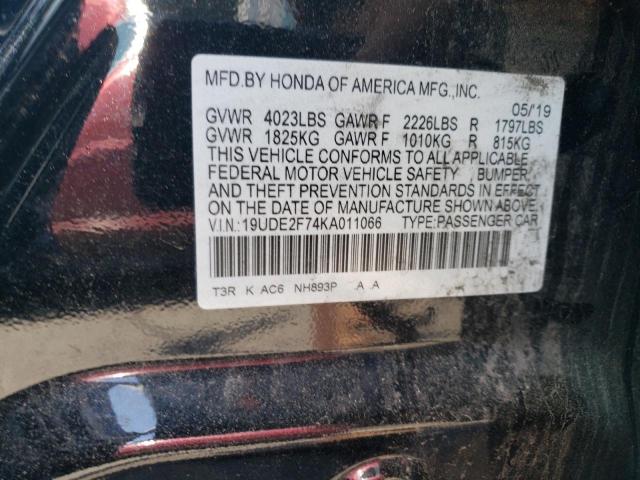 MFD.BY HONDA OF AMERICA MFG.,INC.
05/'19
GVWR 4023LBS GAWR F 2226LBS R 1797LBS
GVWR 1825KG GAWR F 1010KG R 815KG
THIS VEHICLE CONFORMS TO ALL APPLICABLE
FEDERAL MOTOR VEHICLE SAFETY , BUMPER,
AND THEFT PREVENTION STANDARDS IN EFFECT
ON THE DATE OF MANUFACTURE SHOWN ABOVE.
V.I.N.:19UDE2F74KA011066 TYPE:PASSENGER CAR
T3R K AC6 NH893P A A